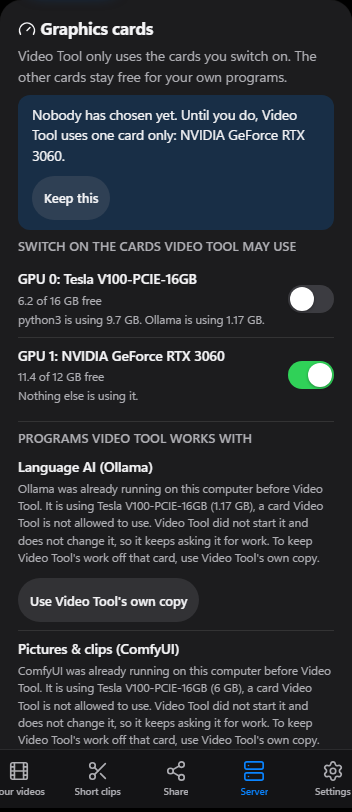 Graphics cards
Video Tool only uses the cards you switch on. The
other cards stay free for your own programs.
Nobody has chosen yet. Until you do, Video
Tool uses one card only: NVIDIA GeForce RTX
3060.
Keep this
SWITCH ON THE CARDS VIDEO TOOL MAY USE
GPU 0: Tesla V100-PCIE-16GB
6.2 of 16 GB free
python3 is using 9.7 GB. Ollama is using 1.17 GB.
GPU 1: NVIDIA GeForce RTX 3060
11.4 of 12 GB free
Nothing else is using it.
PROGRAMS VIDEO TOOL WORKS WITH
Language AI (Ollama)
Ollama was already running on this computer before Video
Tool. It is using Tesla V100-PCIE-16GB (1.17 GB), a card Video
Tool is not allowed to use. Video Tool did not start it and
does not change it, so it keeps asking it for work. To keep
Video Tool's work off that card, use Video Tool's own copy.
Use Video Tool's own copy
Pictures & clips (ComfyUI)
ComfyUI was already running on this computer before Video
Tool. It is using Tesla V100-PCIE-16GB (6 GB), a card Video
Tool is not allowed to use. Video Tool did not start it and
does not change it, so it keeps asking it for work. To keep
Video Tool's work off that card, use Video Tool's own copy.
our videos
Short clips
Share
Server
Settings